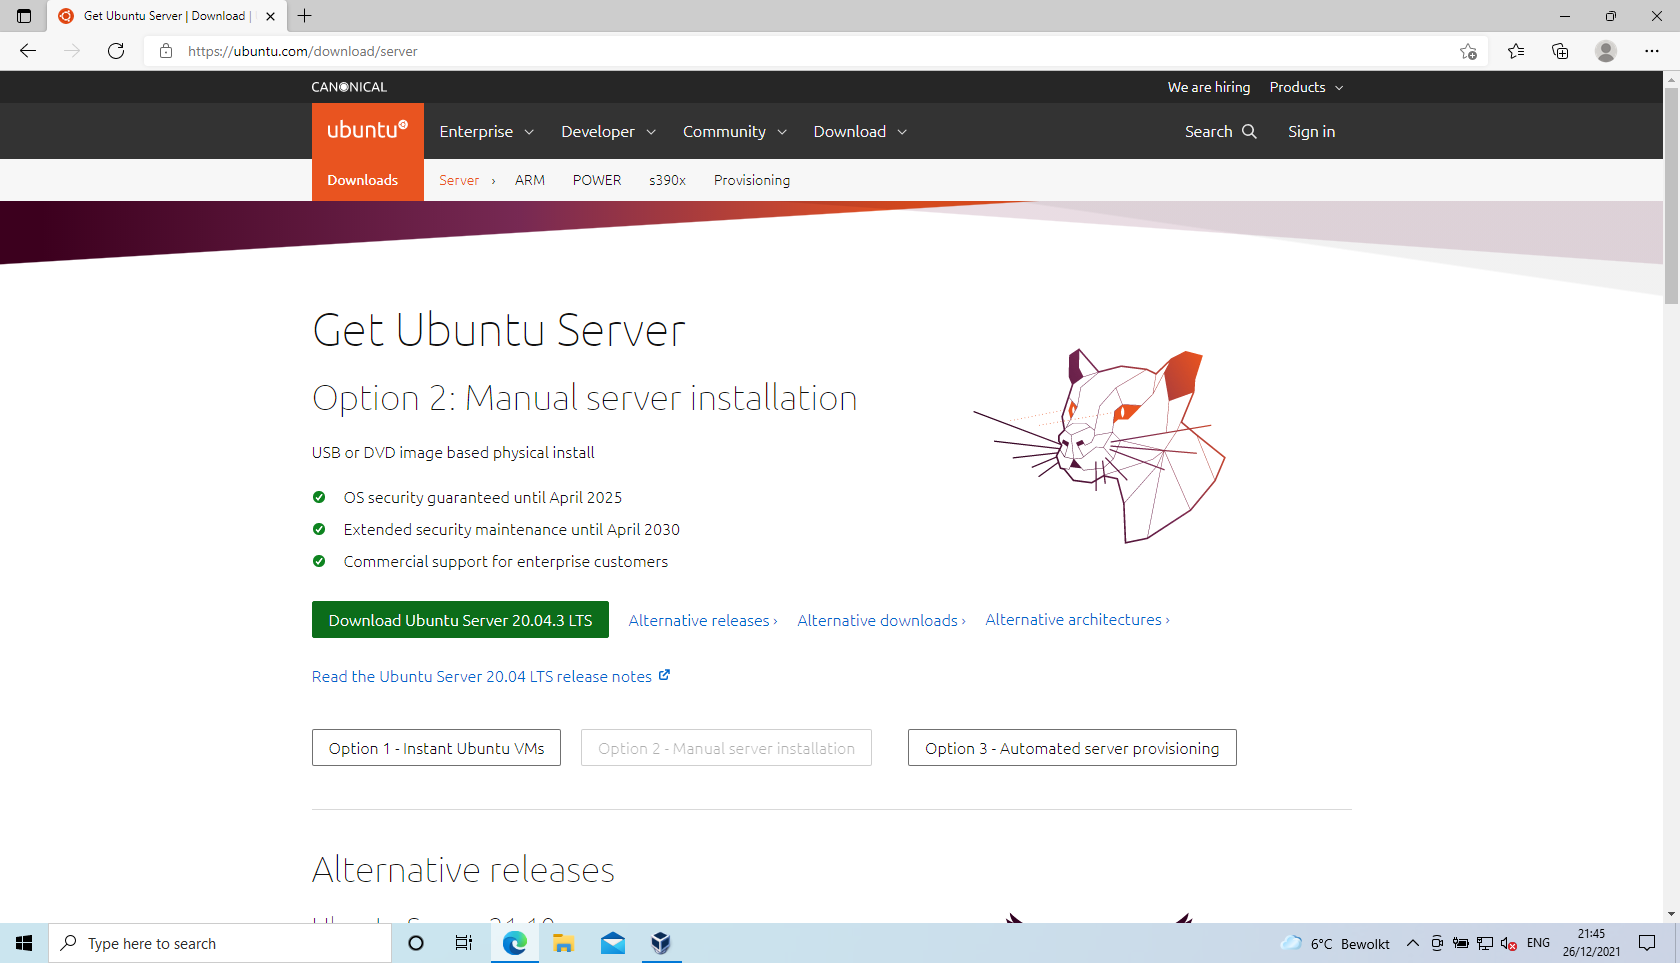 Get Ubuntu Server | Download |
https://ubuntu.com/download/server
CANONICAL
We are hiring Products
ubuntu Enterprise Developer Community Download Search Sign in
Downloads Server › ARM POWER s390x Provisioning
Get Ubuntu Server
Option 2: Manual server installation
USB or DVD image based physical install
OS security guaranteed until April 2025
Extended security maintenance until April 2030
Commercial support for enterprise customers
Download Ubuntu Server 20.04.3 LTS Alternative releases › Alternative downloads › Alternative architectures ›
Read the Ubuntu Server 20.04 LTS release notes
Option 1 - Instant Ubuntu VMs Option 2 - Manual server installation Option 3 - Automated server provisioning
Alternative releases
Ubuntu Server 21.10
Type here to search
6°C Bewolkt ENG
21:45
26/12/2021